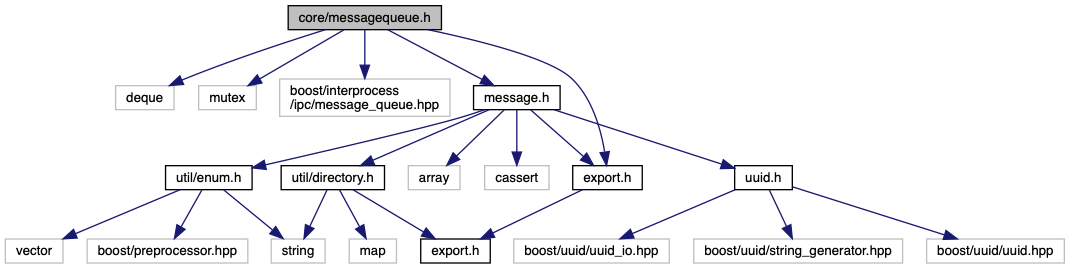 core/messagequeue.h
deque
mutex
boost/interprocess
/ipc/message_queue.hpp
message.h
util/enum.h
util/directory.h
array
cassert
export.h
uuid.h
vector
boost/preprocessor.hpp
string
map
export.h
boost/uuid/uuid_io.hpp
boost/uuid/string_generator.hpp
boost/uuid/uuid.hpp